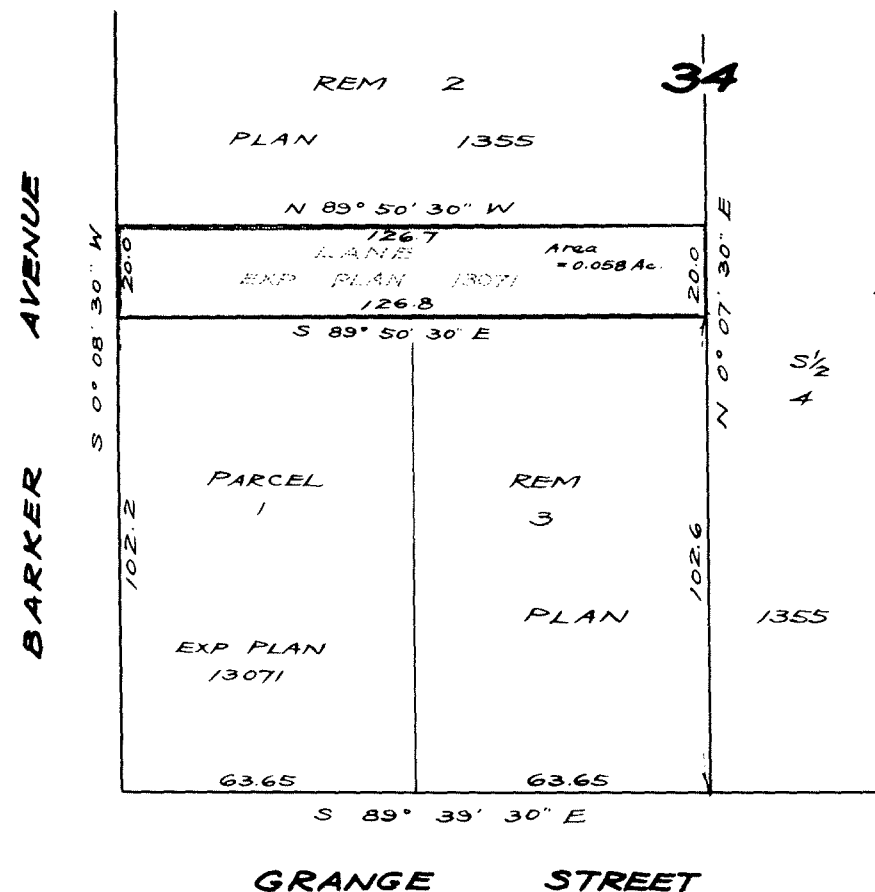 34
REM 2
PLAN 1355
N 89° 50' 30" W
126.7
LANE
Area
= 0.058 Ac.
EXP PLAN 13071
126.8
S 89° 50' 30" E
20.0
20.0
S 0° 08' 30" W
N 0° 07' 30" E
BARKER AVENUE
S½
4
PARCEL
1
REM
3
102.2
102.6
PLAN 1355
EXP PLAN
13071
63.65
63.65
S 89° 39' 30" E
GRANGE STREET